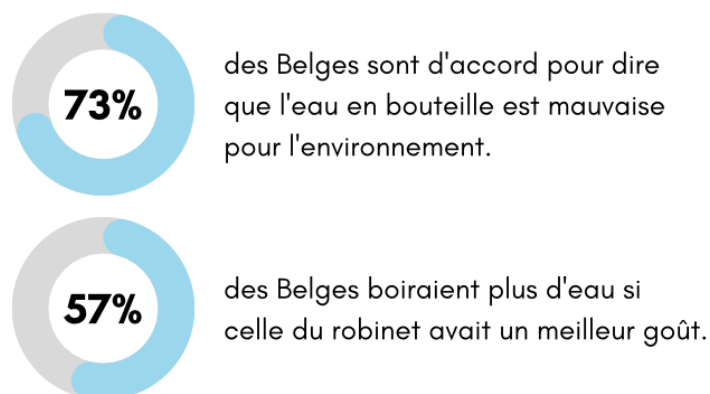 73%
des Belges sont d'accord pour dire
que l'eau en bouteille est mauvaise
pour l'environnement.
57%
des Belges boiraient plus d'eau si
celle du robinet avait un meilleur goût.